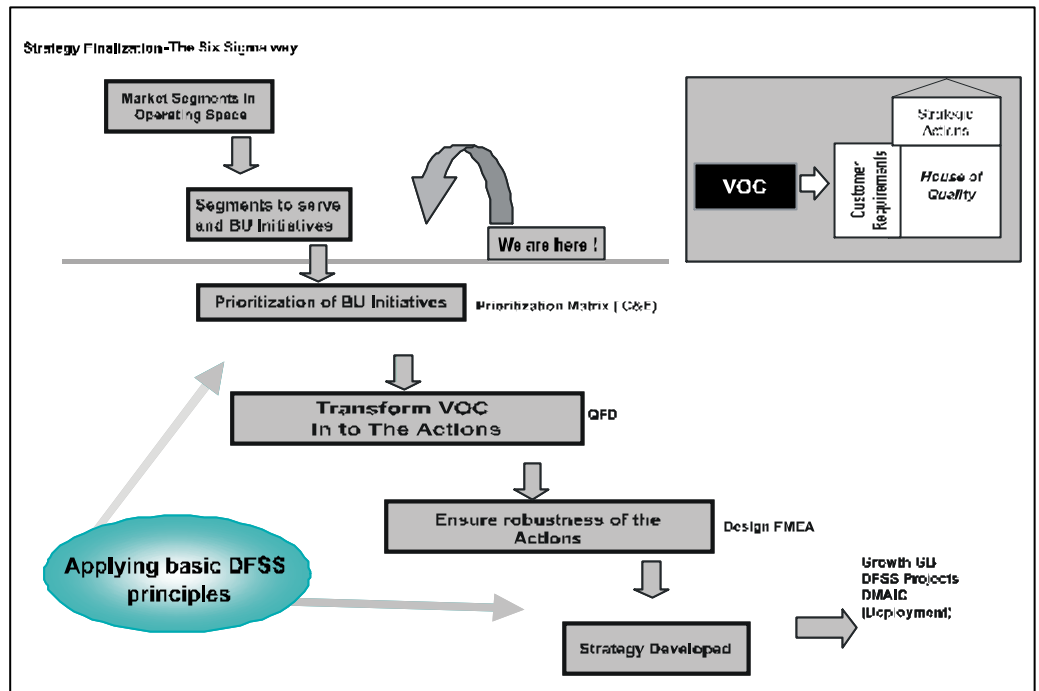 Strategy Finalization-The Six Sigma way
Market Segments in
Operating Space
Segments to serve
and BU Initiatives
We are here !
VOC
Customer
Requirements
Strategic
Actions
House of
Quality
Prioritization of BU Initiatives
Prioritization Matrix ( C&E)
Transform VOC
In to The Actions
QFD
Ensure robustness of the
Actions
Design FMEA
Applying basic DFSS
principles
Growth
DFSS Projects
DMAIC
(Deployment)
Strategy Developed